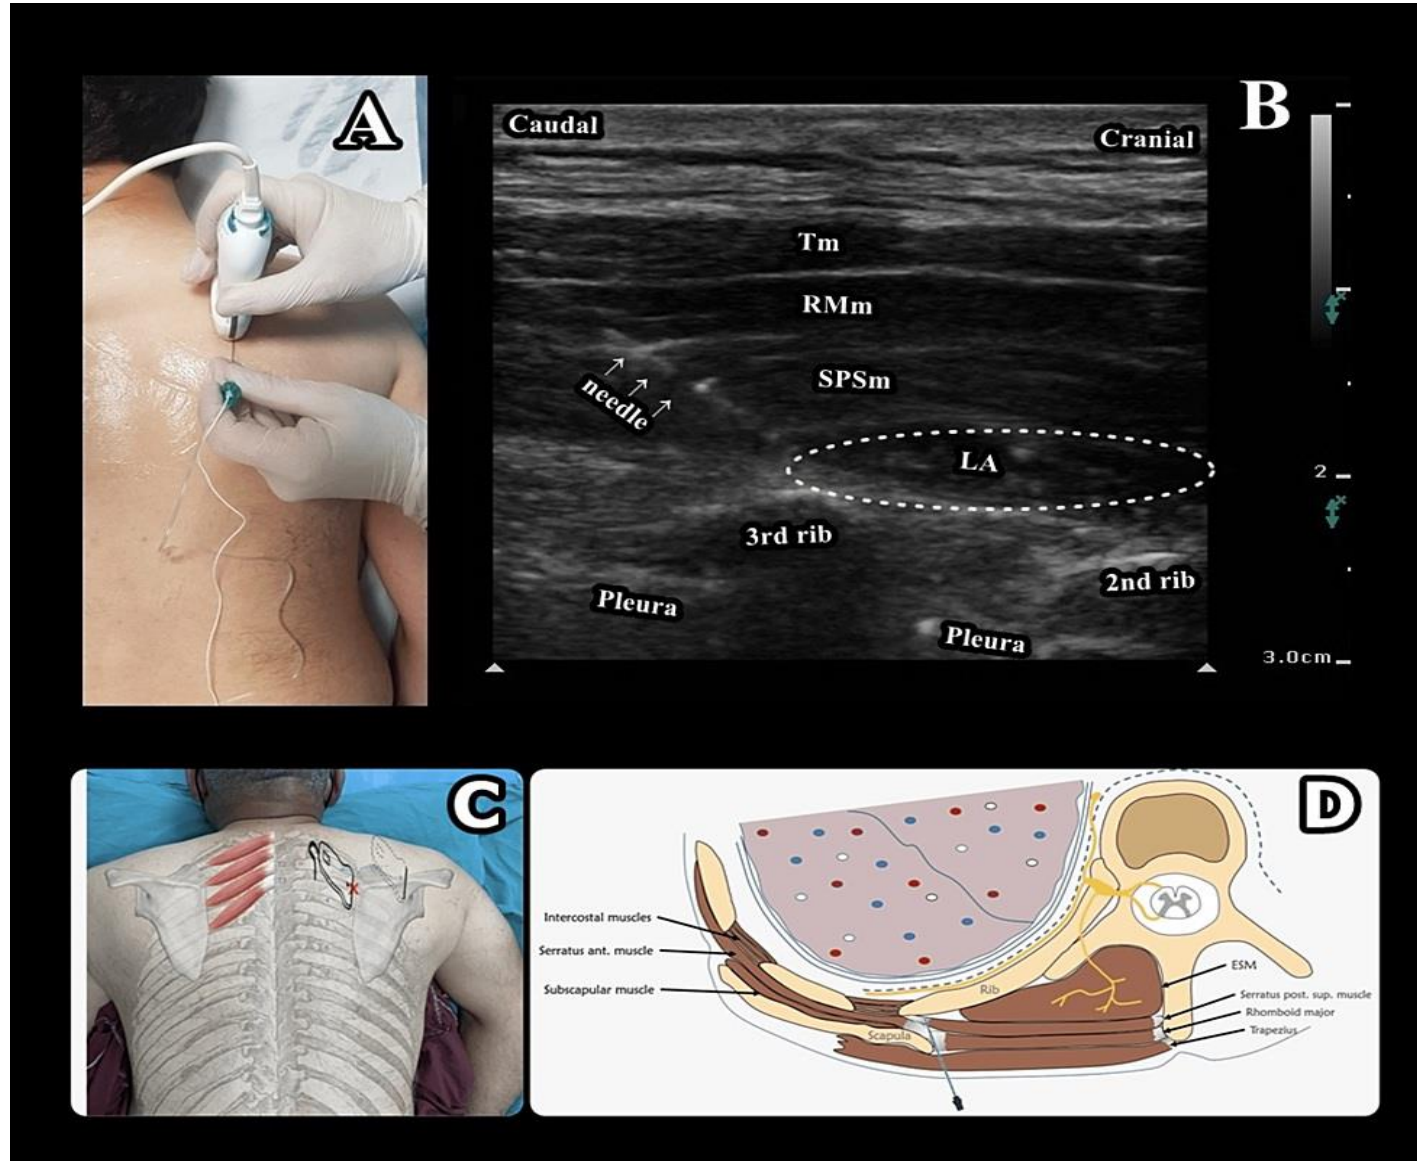 A
B
Caudal
Cranial
Tm
RMm
SPSm
needle
LA
3rd rib
2nd rib
Pleura
Pleura
2
3.0cm
C
D
Intercostal muscles
Serratus ant. muscle
Subscapular muscle
Rib
Scapula
ESM
Serratus post. sup. muscle
Rhomboid major
Trapezius